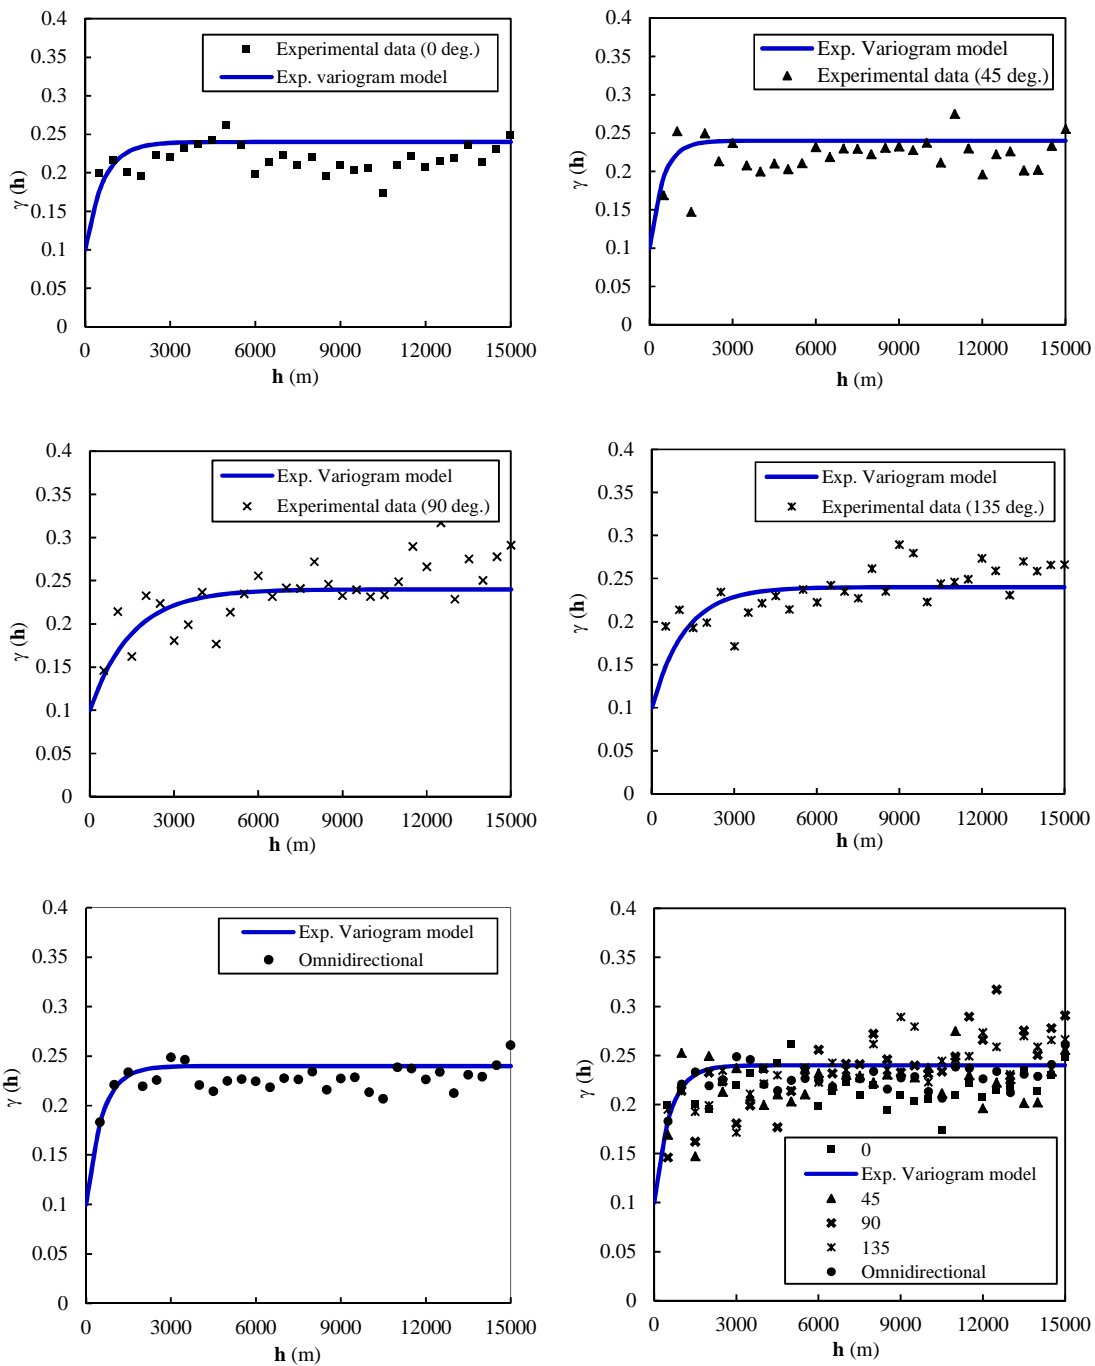 0.4
Experimental data (0 deg.)
Exp. variogram model
0.35
0.3
0.25
0.2
0.15
0.1
0.05
0
γ (h)
0 3000 6000 9000 12000 15000
h (m)
0.4
Exp. Variogram model
Experimental data (45 deg.)
0.35
0.3
0.25
0.2
0.15
0.1
0.05
0
γ (h)
0 3000 6000 9000 12000 15000
h (m)
0.4
Exp. Variogram model
Experimental data (90 deg.)
0.35
0.3
0.25
0.2
0.15
0.1
0.05
0
γ (h)
0 3000 6000 9000 12000 15000
h (m)
0.4
Exp. Variogram model
Experimental data (135 deg.)
0.35
0.3
0.25
0.2
0.15
0.1
0.05
0
γ (h)
0 3000 6000 9000 12000 15000
h (m)
0.4
Exp. Variogram model
Omnidirectional
0.35
0.3
0.25
0.2
0.15
0.1
0.05
0
γ (h)
0 3000 6000 9000 12000 15000
h (m)
0.4
0.35
0.3
0.25
0.2
0.15
0.1
0.05
0
γ (h)
0
Exp. Variogram model
45
90
135
Omnidirectional
0 3000 6000 9000 12000 15000
h (m)